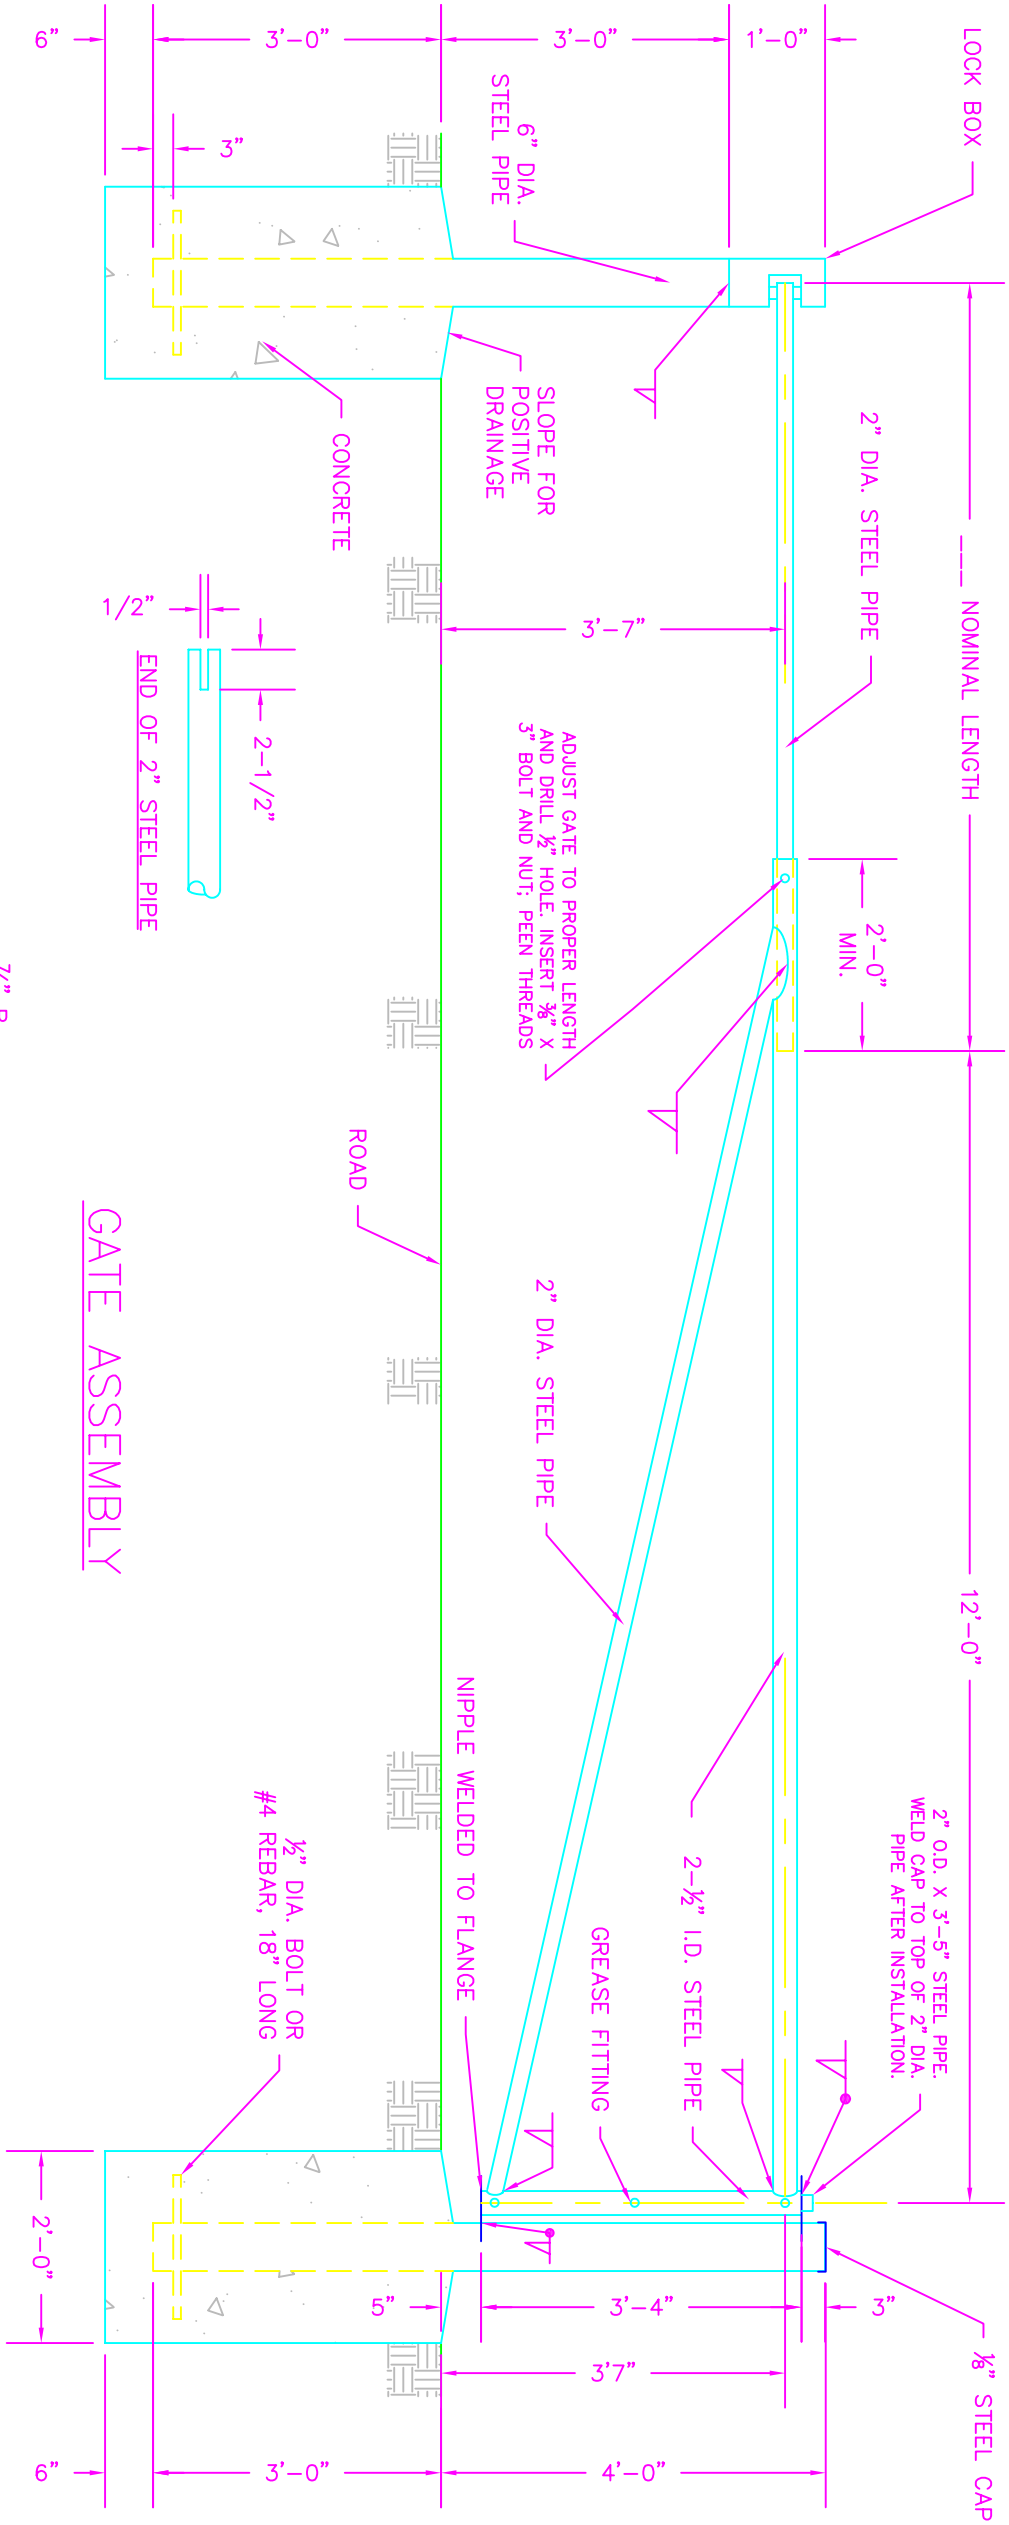 LOCK BOX
___ NOMINAL LENGTH
12'-0"
1/8" STEEL CAP
2" O.D. X 3'-5" STEEL PIPE.
WELD CAP TO TOP OF 2" DIA.
PIPE AFTER INSTALLATION.
2" DIA. STEEL PIPE
2'-0"
MIN.
1'-0"
3'-0"
3'-0"
6"
3"
6" DIA.
STEEL PIPE
SLOPE FOR
POSITIVE
DRAINAGE
CONCRETE
3'-7"
ADJUST GATE TO PROPER LENGTH
AND DRILL ½" HOLE. INSERT ⅜" X
3" BOLT AND NUT; PEEN THREADS
2-½" I.D. STEEL PIPE
GREASE FITTING
2" DIA. STEEL PIPE
NIPPLE WELDED TO FLANGE
3"
3'-4"
5"
3'7"
4'-0"
3'-0"
6"
ROAD
½" DIA. BOLT OR
#4 REBAR, 18" LONG
2'-0"
1/2"
2-1/2"
END OF 2" STEEL PIPE
GATE ASSEMBLY